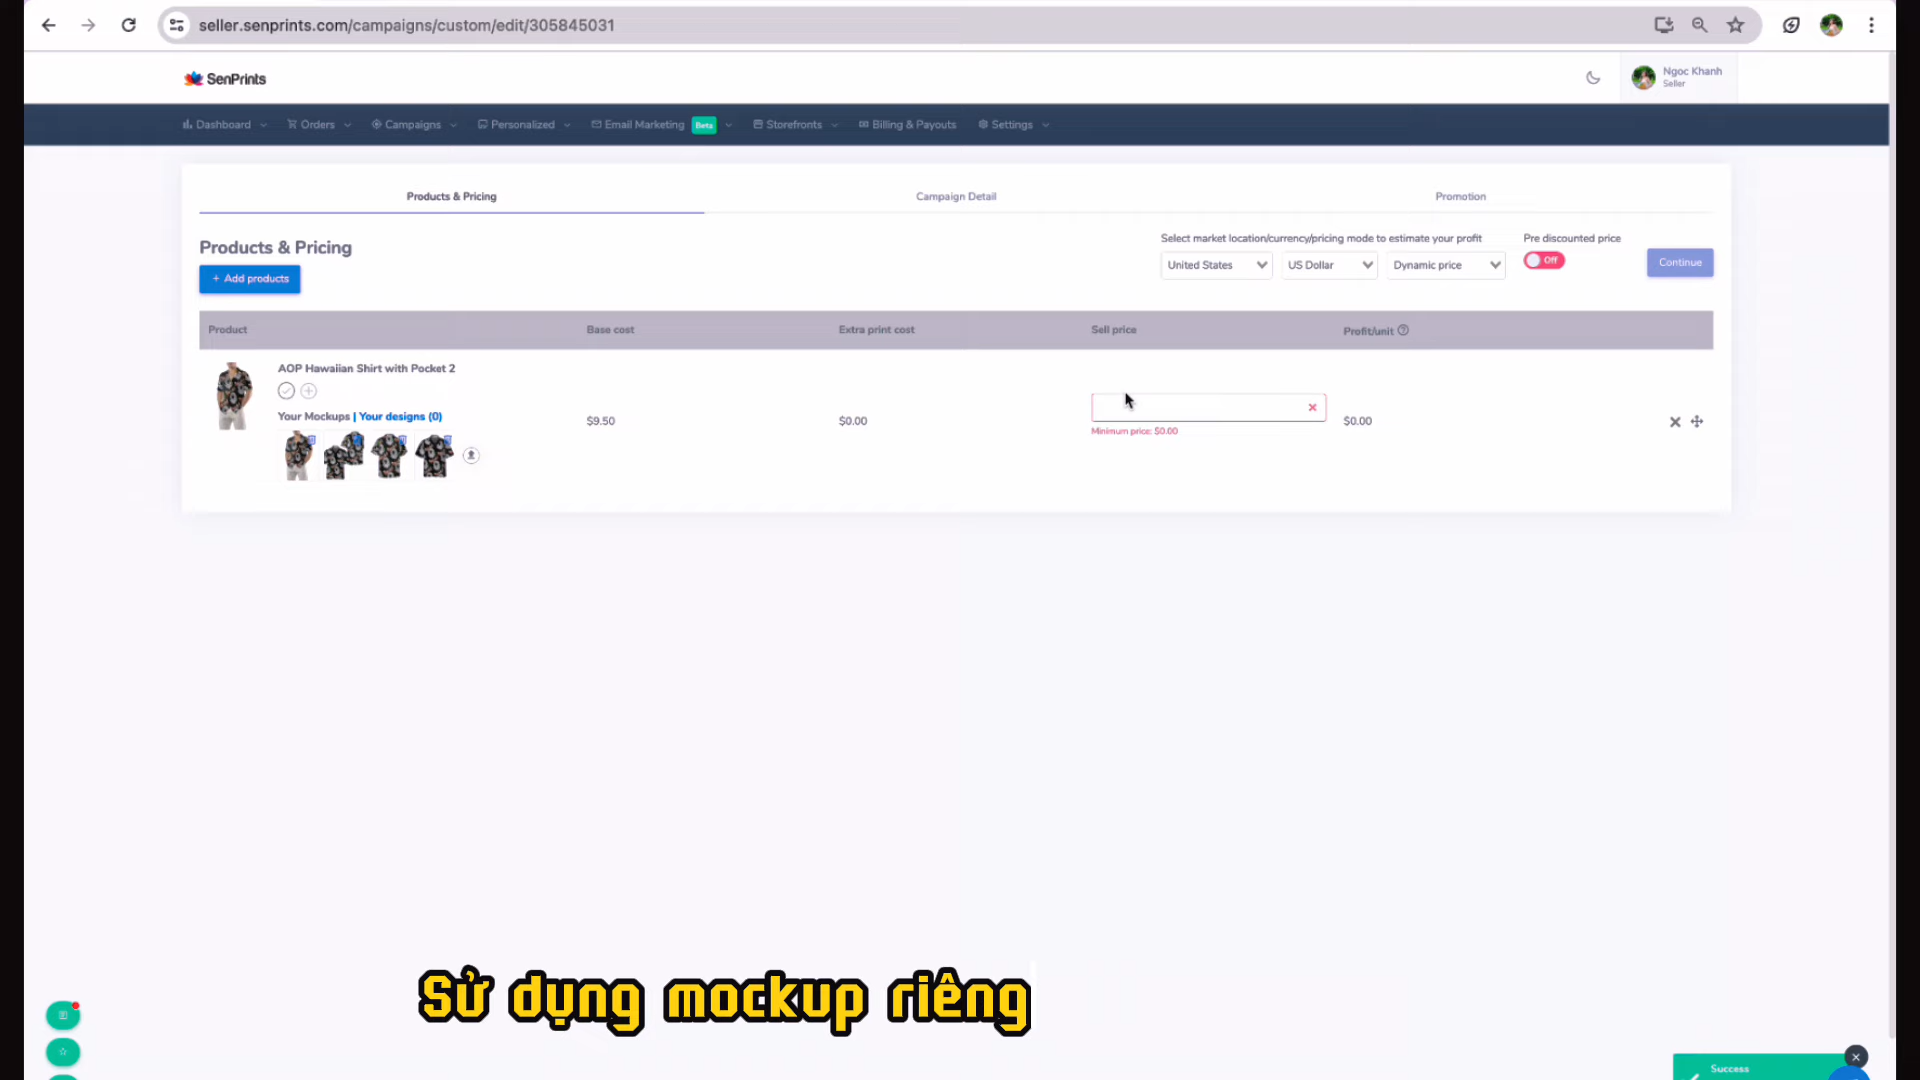 seller.senprints.com/campaigns/custom/edit/305845031
SenPrints
Ngoc Khanh
Seller
Dashboard Orders Campaigns Personalized Email Marketing Beta Storefronts Billing & Payouts Settings
Products & Pricing Campaign Detail Promotion
Products & Pricing
Select market location/currency/pricing mode to estimate your profit
Pre discounted price
+ Add products
United States US Dollar Dynamic price Off Continue
Product Base cost Extra print cost Sell price Profit/unit
AOP Hawaiian Shirt with Pocket 2
Your Mockups | Your designs (0)
$9.50 $0.00 $0.00
Minimum price: $0.00
Sử dụng mockup riêng
Success